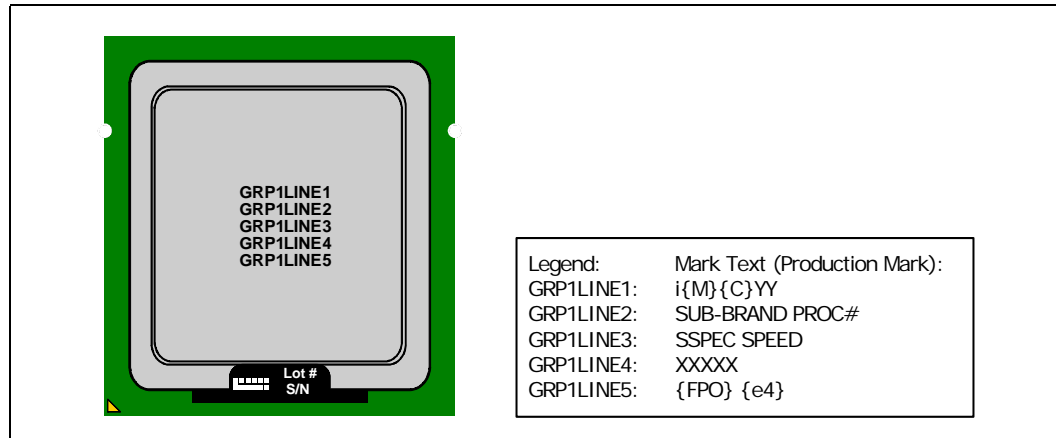 GRP1LINE1
GRP1LINE2
GRP1LINE3
GRP1LINE4
GRP1LINE5
Lot #
S/N
Legend: Mark Text (Production Mark):
GRP1LINE1: i{M}{C}YY
GRP1LINE2: SUB-BRAND PROC#
GRP1LINE3: SSPEC SPEED
GRP1LINE4: XXXXX
GRP1LINE5: {FPO} {e4}